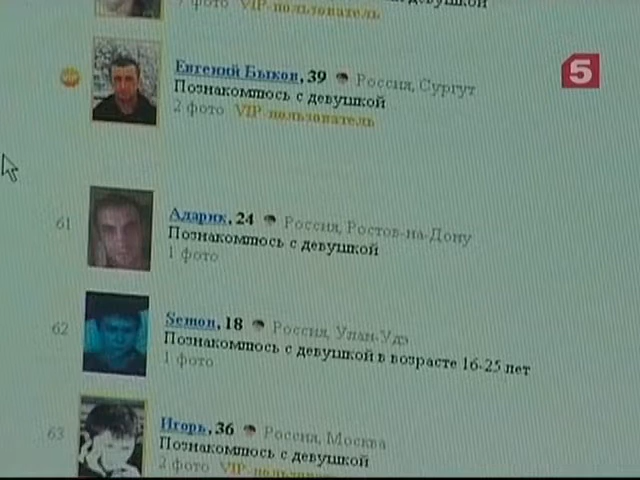 7 фото VIP-пользователь
VIP
Евгений Быков, 39 Россия, Сургут
Познакомлюсь с девушкой
2 фото VIP-пользователь
5
61
Адарик, 24 Россия, Ростов-на-Дону
Познакомлюсь с девушкой
1 фото
62
Semon, 18 Россия, Улан-Удэ
Познакомлюсь с девушкой в возрасте 16-25 лет
1 фото
63
Игорь, 36 Россия, Москва
Познакомлюсь с девушкой
2 фото VIP-пользователь